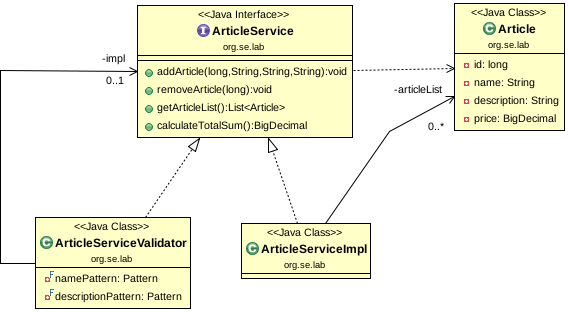 <<Java Interface>>
I ArticleService
org.se.lab
addArticle(long,String,String,String):void
removeArticle(long):void
getArticleList():List<Article>
calculateTotalSum():BigDecimal
<<Java Class>>
C Article
org.se.lab
id: long
name: String
description: String
price: BigDecimal
-impl
0..1
-articleList
0..*
<<Java Class>>
C ArticleServiceValidator
org.se.lab
F namePattern: Pattern
F descriptionPattern: Pattern
<<Java Class>>
C ArticleServiceImpl
org.se.lab